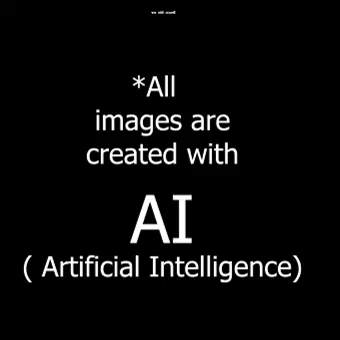 *All
images are
created with
AI
( Artificial Intelligence)